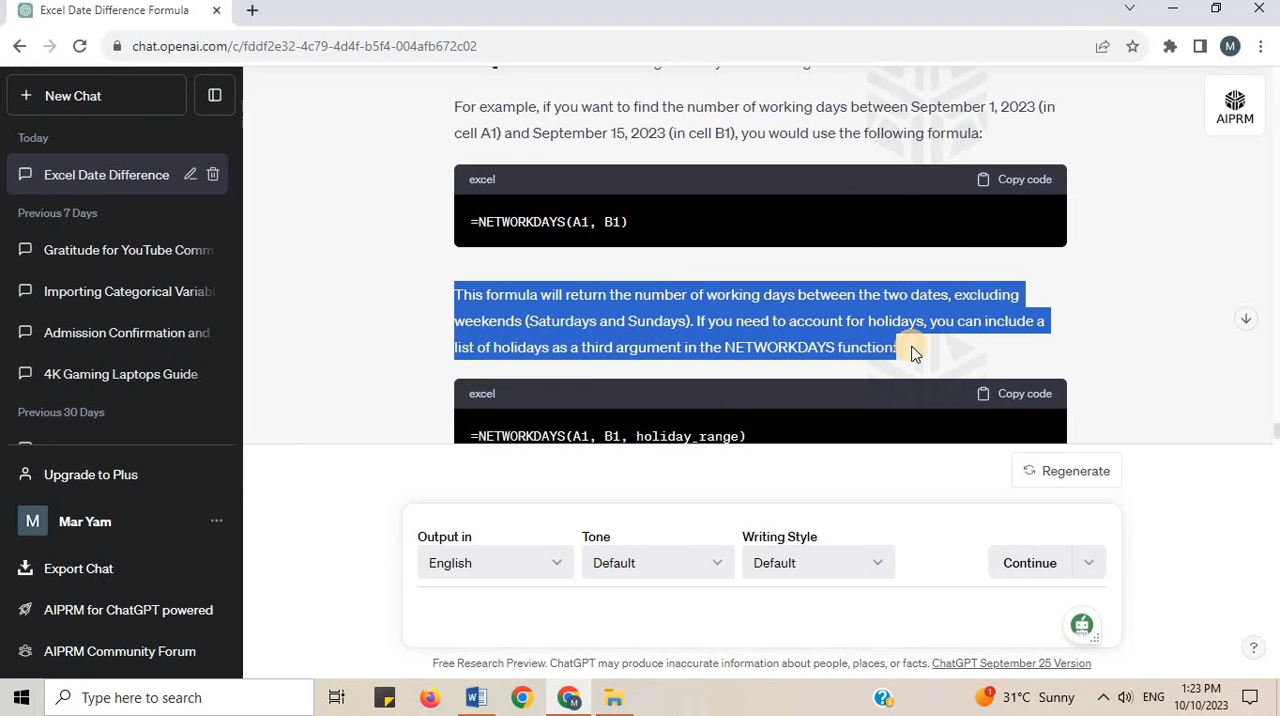 Excel Date Difference Formula
chat.openai.com/c/fddf2e32-4c79-4d4f-b5f4-004afb672c02
M
New Chat
Today
Excel Date Difference
Previous 7 Days
Gratitude for YouTube Comm
Importing Categorical Variab
Admission Confirmation and
4K Gaming Laptops Guide
Previous 30 Days
Upgrade to Plus
M
Mar Yam
Export Chat
AIPRM for ChatGPT powered
AIPRM Community Forum
AIPRM
For example, if you want to find the number of working days between September 1, 2023 (in
cell A1) and September 15, 2023 (in cell B1), you would use the following formula:
excel
Copy code
=NETWORKDAYS(A1, B1)
This formula will return the number of working days between the two dates, excluding
weekends (Saturdays and Sundays). If you need to account for holidays, you can include a
list of holidays as a third argument in the NETWORKDAYS function:
excel
Copy code
=NETWORKDAYS(A1, B1, holiday_range)
Regenerate
Output in
Tone
Writing Style
English
Default
Default
Continue
Free Research Preview. ChatGPT may produce inaccurate information about people, places, or facts. ChatGPT September 25 Version
?
Type here to search
1
31°C Sunny
ENG
1:23 PM
10/10/2023